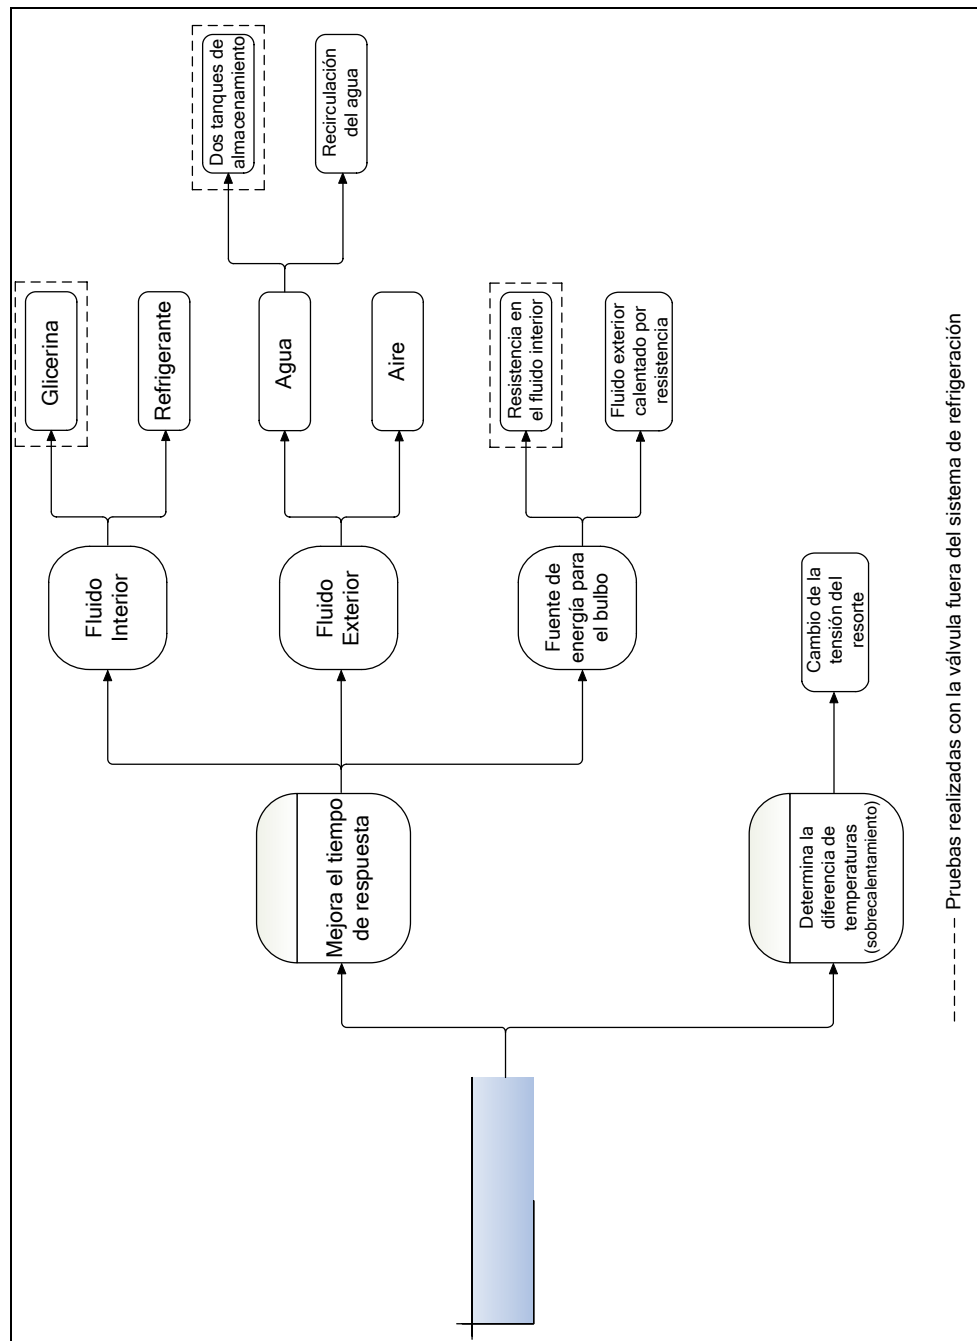 Mejora el tiempo
de respuesta
Determina la
diferencia de
temperaturas
(sobrecalentamiento)
Fluido
Interior
Fluido
Exterior
Fuente de
energía para
el bulbo
Cambio de la
tensión del
resorte
Glicerina
Refrigerante
Agua
Aire
Resistencia en
el fluido interior
Fluido exterior
calentado por
resistencia
Dos tanques de
almacenamiento
Recirculación
del agua
Pruebas realizadas con la válvula fuera del sistema de refrigeración